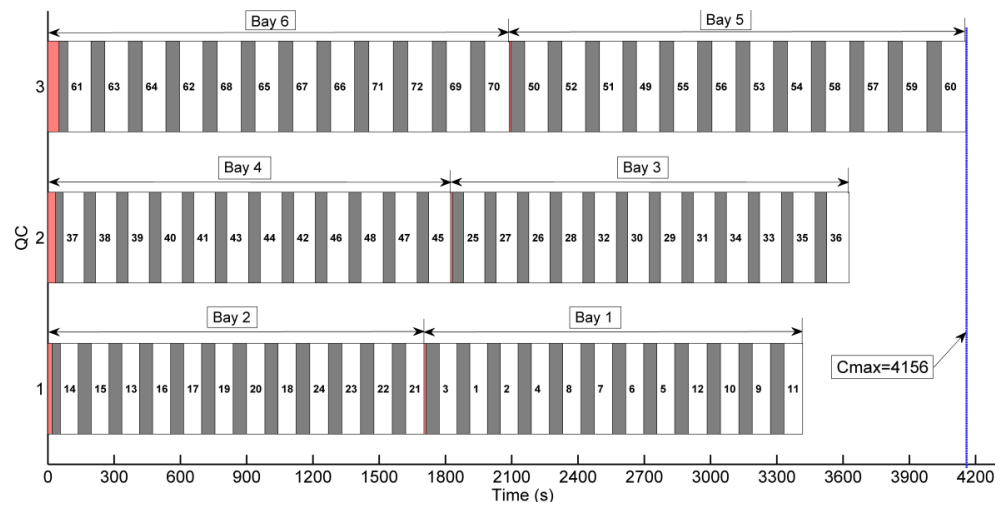 Bay 6 Bay 5
3 61 63 64 62 68 65 67 66 71 72 69 70 50 52 51 49 55 56 53 54 58 57 59 60
Bay 4 Bay 3
QC
2 37 38 39 40 41 43 44 42 46 48 47 45 25 27 26 28 32 30 29 31 34 33 35 36
Bay 2 Bay 1
Cmax=4156
1 14 15 13 16 17 19 20 18 24 23 22 21 3 1 2 4 8 7 6 5 12 10 9 11
0 300 600 900 1200 1500 1800 2100 2400 2700 3000 3300 3600 3900 4200
Time (s)